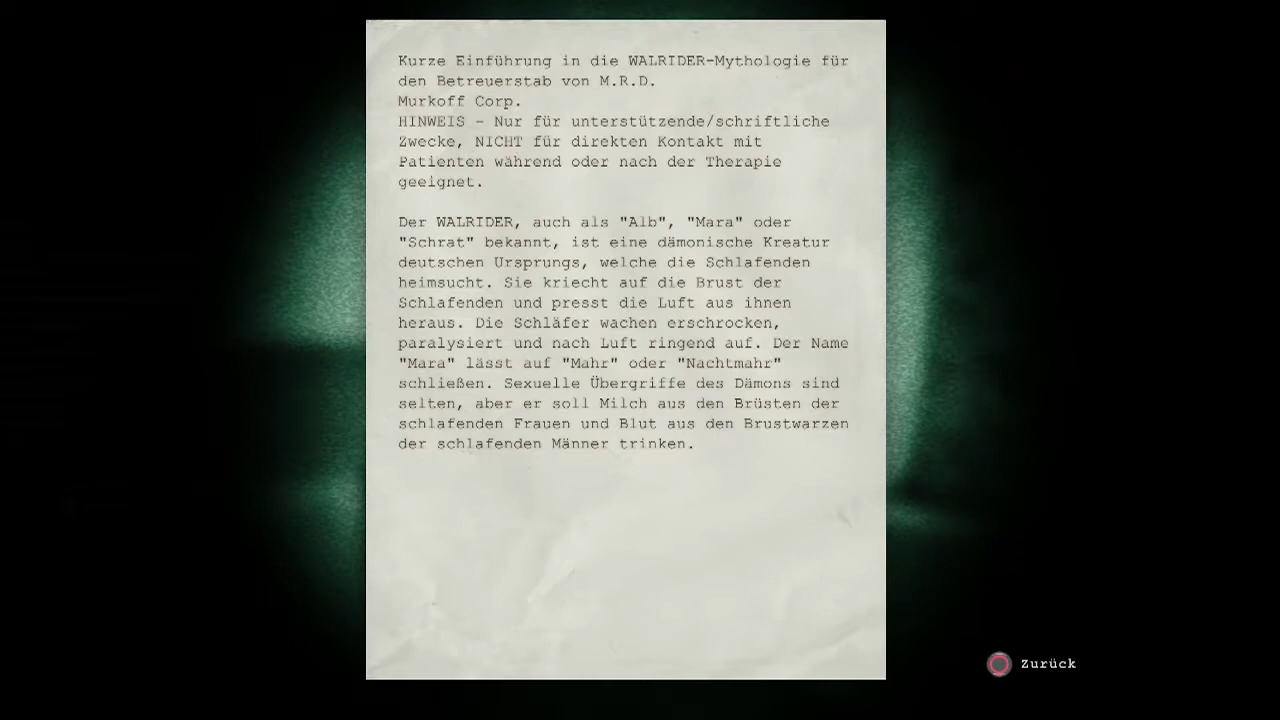 Kurze Einführung in die WALRIDER-Mythologie für
den Betreuerstab von M.R.D.
Murkoff Corp.
HINWEIS - Nur für unterstützende/schriftliche
Zwecke, NICHT für direkten Kontakt mit
Patienten während oder nach der Therapie
geeignet.
Der WALRIDER, auch als "Alb", "Mara" oder
"Schrat" bekannt, ist eine dämonische Kreatur
deutschen Ursprungs, welche die Schlafenden
heimsucht. Sie kriecht auf die Brust der
Schlafenden und presst die Luft aus ihnen
heraus. Die Schläfer wachen erschrocken,
paralysiert und nach Luft ringend auf. Der Name
"Mara" lässt auf "Mahr" oder "Nachtmahr"
schließen. Sexuelle Übergriffe des Dämons sind
selten, aber er soll Milch aus den Brüsten der
schlafenden Frauen und Blut aus den Brustwarzen
der schlafenden Männer trinken.
Zurück